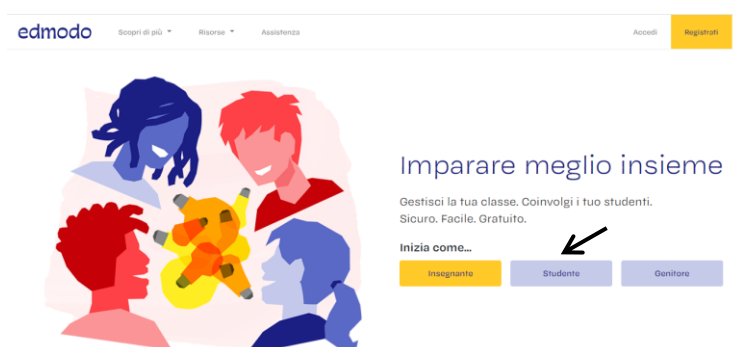 edmodo Scopri di più Risorse Assistenza Accedi Registrati
Imparare meglio insieme
Gestisci la tua classe. Coinvolgi i tuo studenti.
Sicuro. Facile. Gratuito.
Inizia come...
Insegnante Studente Genitore